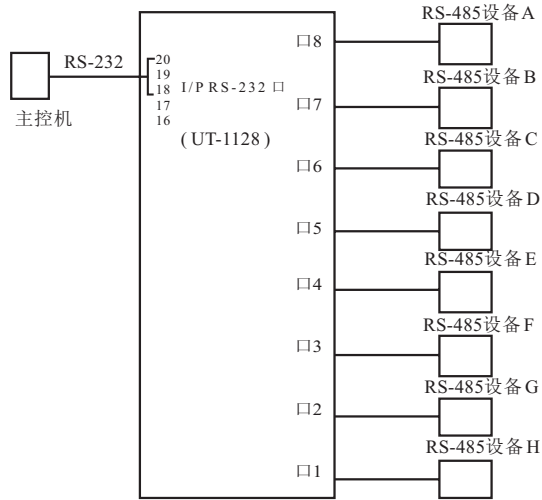 RS-485设备A
口8
RS-232
20
19
18
17
16
I/P RS-232 口
(UT-1128)
主控机
RS-485设备B
口7
RS-485设备C
口6
RS-485设备D
口5
RS-485设备E
口4
RS-485设备F
口3
RS-485设备G
口2
RS-485设备H
口1